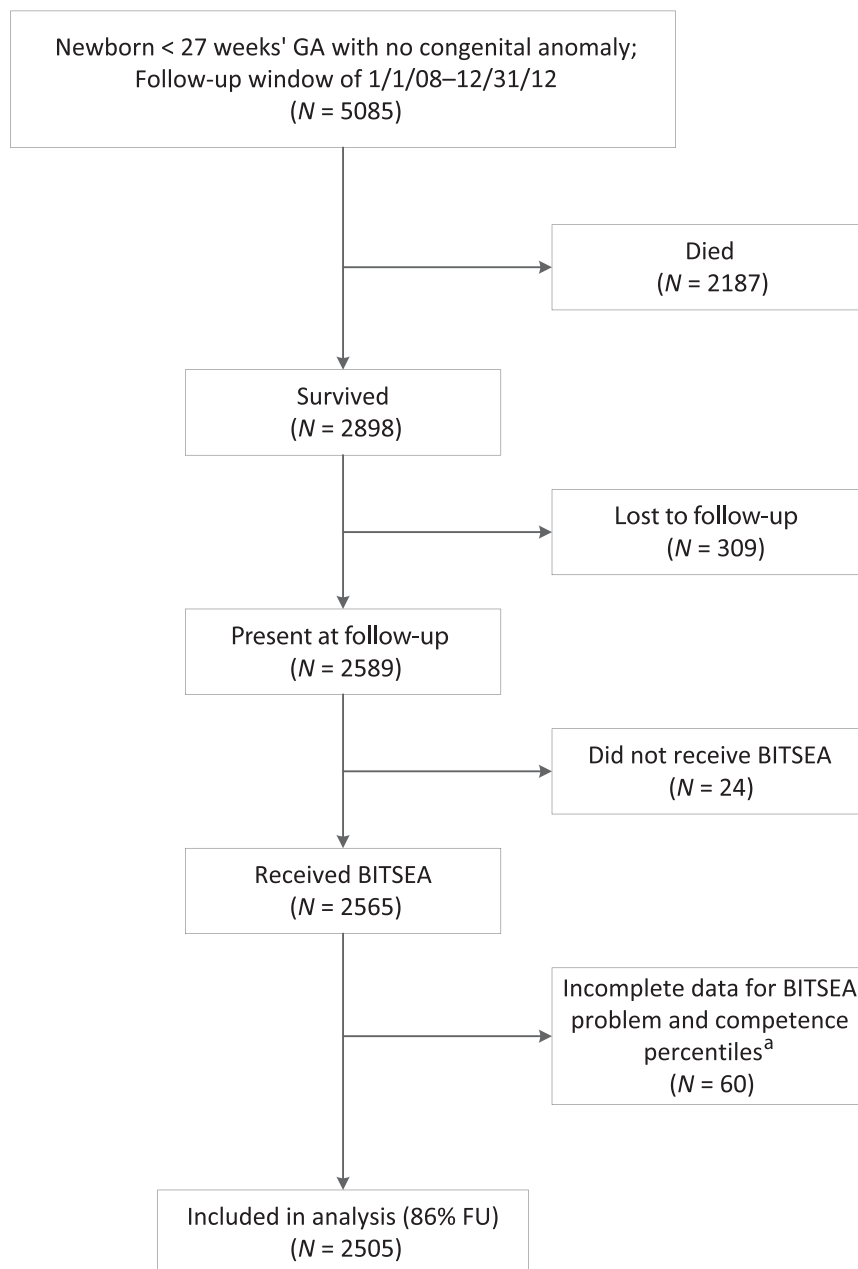 Newborn < 27 weeks' GA with no congenital anomaly;
Follow-up window of 1/1/08–12/31/12
(N = 5085)
Died
(N = 2187)
Survived
(N = 2898)
Lost to follow-up
(N = 309)
Present at follow-up
(N = 2589)
Did not receive BITSEA
(N = 24)
Received BITSEA
(N = 2565)
Incomplete data for BITSEA
problem and competence
percentilesᵃ
(N = 60)
Included in analysis (86% FU)
(N = 2505)